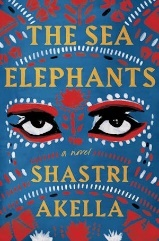 THE SEA
ELEPHANTS
a novel
SHASTRI
AKELLA